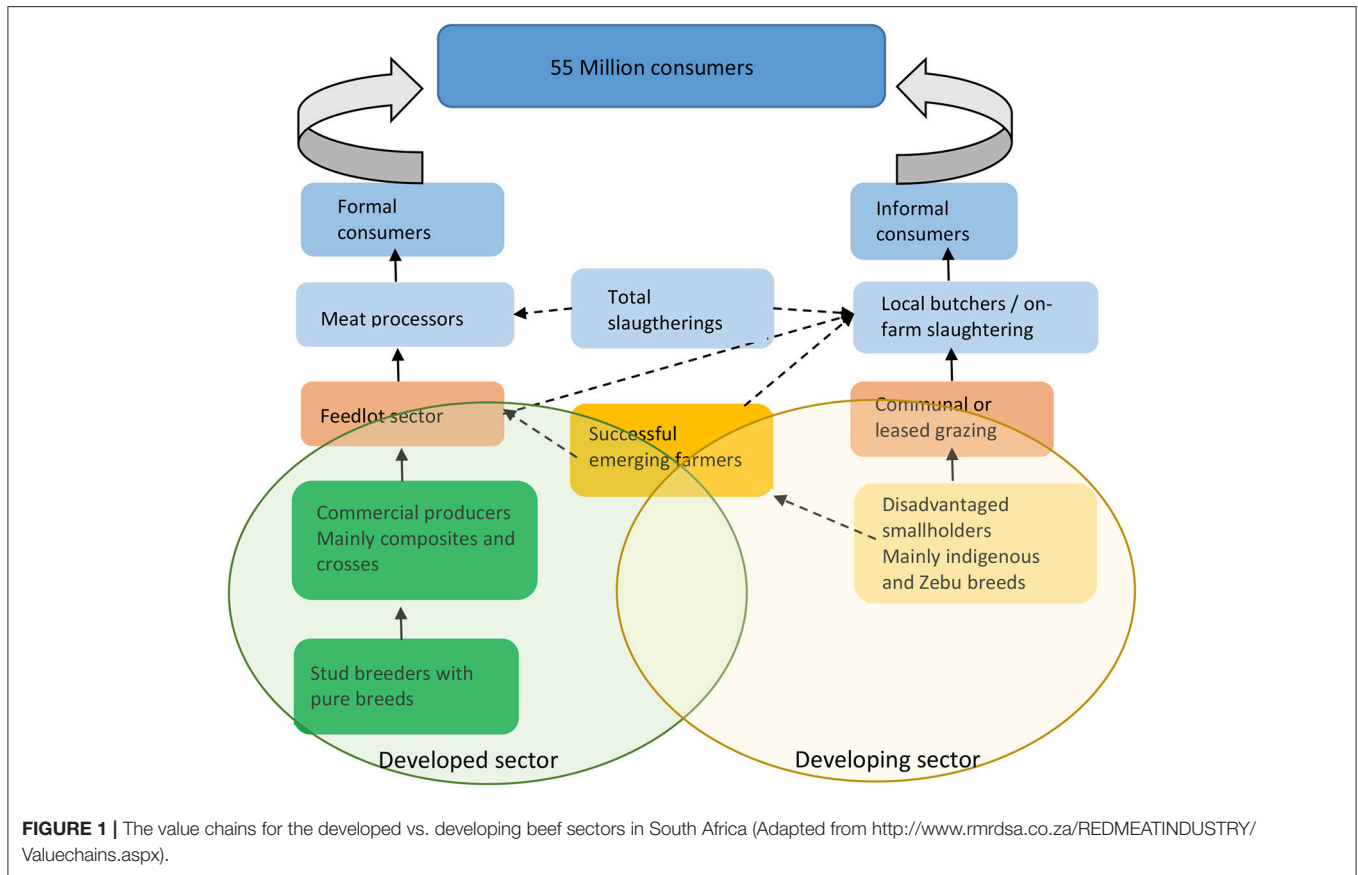 55 Million consumers
Formal
consumers
Informal
consumers
Meat processors
Total
slaugtherings
Local butchers / on-
farm slaughtering
Feedlot sector
Successful
emerging farmers
Communal or
leased grazing
Commercial producers
Mainly composites and
crosses
Disadvantaged
smallholders
Mainly indigenous
and Zebu breeds
Stud breeders with
pure breeds
Developed sector
Developing sector
FIGURE 1 | The value chains for the developed vs. developing beef sectors in South Africa (Adapted from http://www.rmrdsa.co.za/REDMEATINDUSTRY/
Valuechains.aspx).